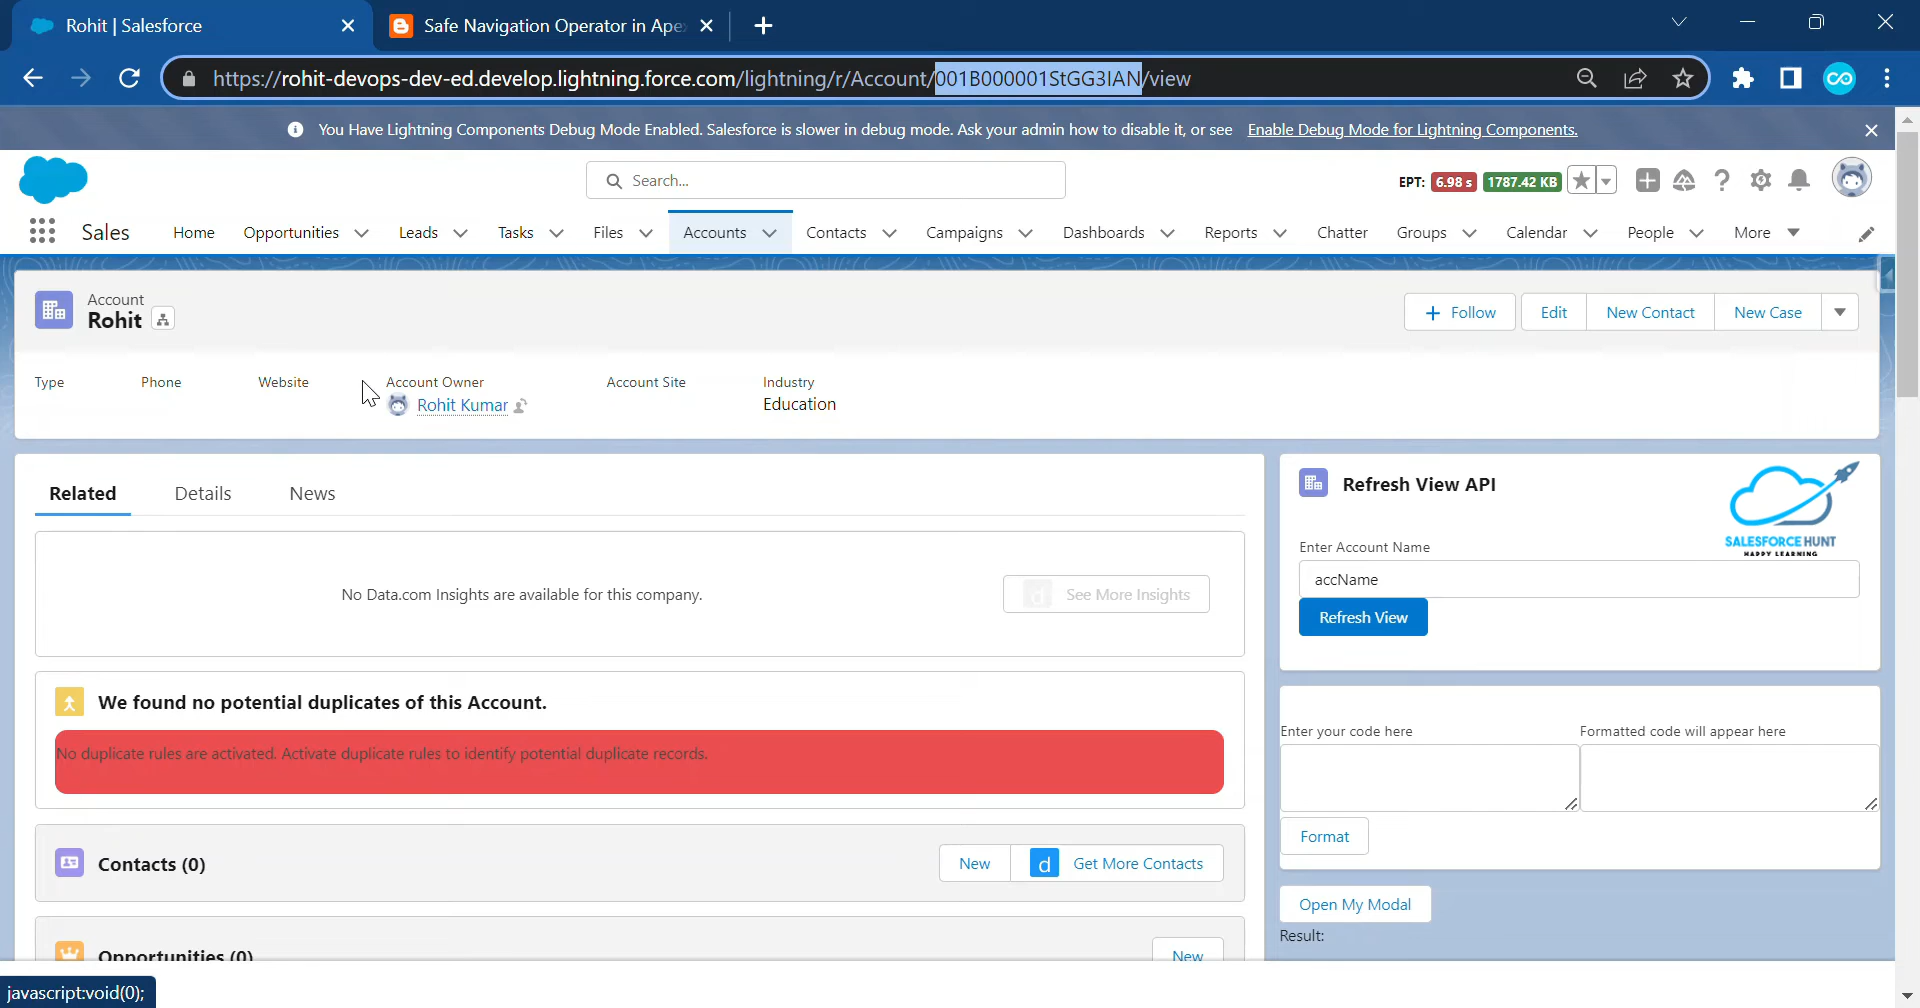 Rohit | Salesforce
Safe Navigation Operator in Ape
https://rohit-devops-dev-ed.develop.lightning.force.com/lightning/r/Account/001B000001StGG3IAN/view
You Have Lightning Components Debug Mode Enabled. Salesforce is slower in debug mode. Ask your admin how to disable it, or see Enable Debug Mode for Lightning Components.
Search...
EPT: 6.98 s 1787.42 KB
Sales Home Opportunities Leads Tasks Files Accounts Contacts Campaigns Dashboards Reports Chatter Groups Calendar People More
Account
Rohit
Follow Edit New Contact New Case
Type Phone Website Account Owner Account Site Industry
Rohit Kumar Education
Related Details News
No Data.com Insights are available for this company.
d See More Insights
We found no potential duplicates of this Account.
No duplicate rules are activated. Activate duplicate rules to identify potential duplicate records.
Contacts (0)
New d Get More Contacts
Opportunities (0)
New
Refresh View API
SALESFORCE HUNT
HAPPY LEARNING
Enter Account Name
accName
Refresh View
Enter your code here Formatted code will appear here
Format
Open My Modal
Result:
javascript:void(0);